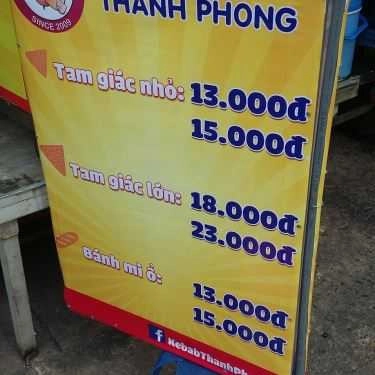 SINCE 2009
THANH PHONG
Tam giác nhỏ: 13.000đ
15.000đ
Tam giác lớn: 18.000đ
23.000đ
Bánh mì ổ: 13.000đ
15.000đ
f